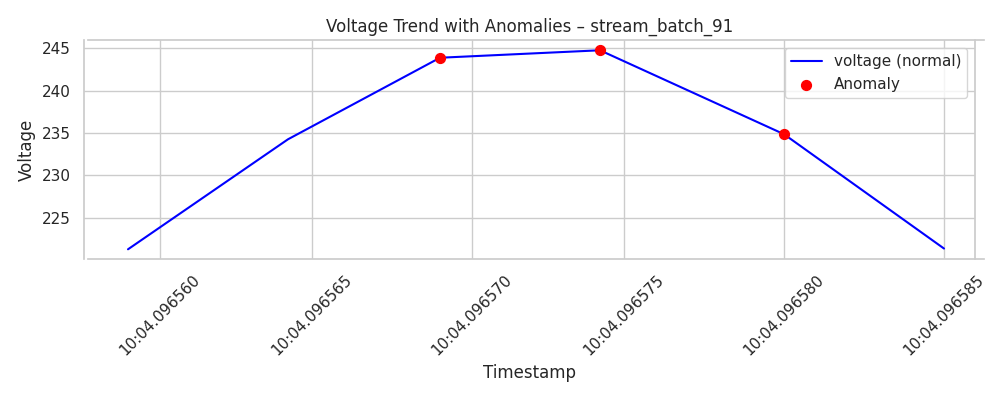 Voltage Trend with Anomalies – stream_batch_91
voltage (normal)
Anomaly
Voltage
245
240
235
230
225
10:04.096560
10:04.096565
10:04.096570
10:04.096575
10:04.096580
10:04.096585
Timestamp